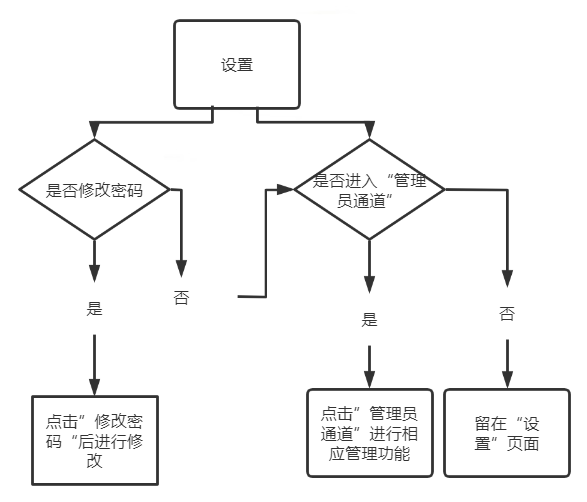 设置
是否修改密码
是否进入“管理
员通道”
是
否
是
否
点击”修改密
码“后进行修
改
点击”管理员
通道”进行相
应管理功能
留在“设
置”页面